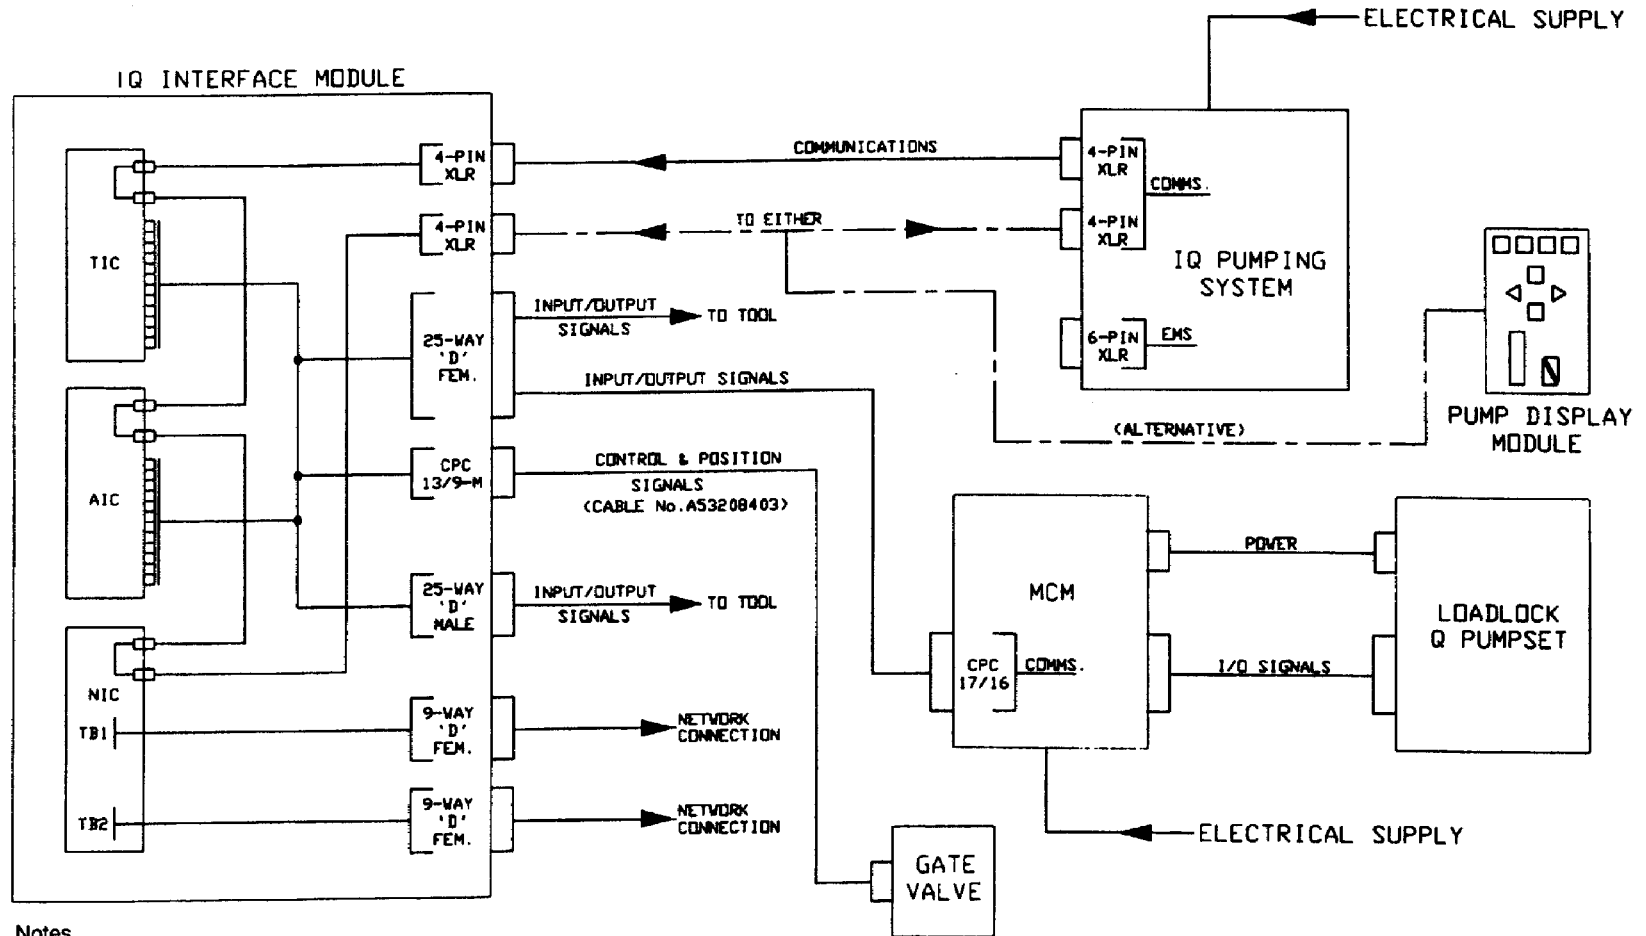 ELECTRICAL SUPPLY
IQ INTERFACE MODULE
4-PIN
XLR
COMMUNICATIONS
4-PIN
XLR
COMMS.
4-PIN
XLR
TO EITHER
4-PIN
XLR
TIC
IQ PUMPING
SYSTEM
25-WAY
'D'
FEM.
INPUT/OUTPUT
SIGNALS
TO TOOL
6-PIN
XLR
EMS
INPUT/OUTPUT SIGNALS
(ALTERNATIVE)
PUMP DISPLAY
MODULE
AIC
CPC
13/9-M
CONTROL & POSITION
SIGNALS
(CABLE No.A53208403)
MCM
POWER
LOADLOCK
Q PUMPSET
25-WAY
'D'
MALE
INPUT/OUTPUT
SIGNALS
TO TOOL
CPC
17/16
COMMS.
I/O SIGNALS
NIC
TB1
9-WAY
'D'
FEM.
NETWORK
CONNECTION
TB2
9-WAY
'D'
FEM.
NETWORK
CONNECTION
ELECTRICAL SUPPLY
GATE
VALVE
Notes